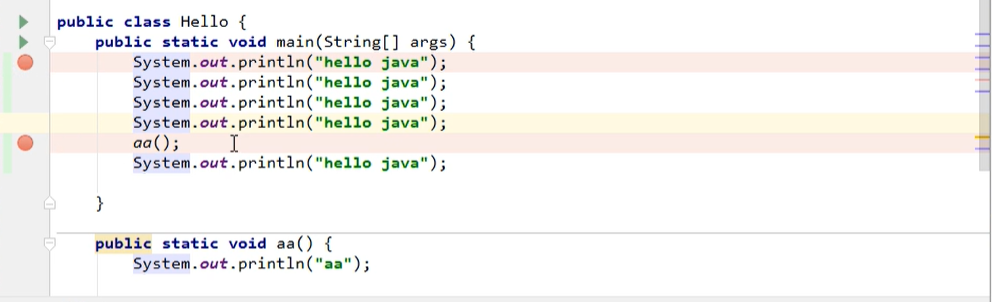 public class Hello {
public static void main(String[] args) {
System.out.println("hello java");
System.out.println("hello java");
System.out.println("hello java");
System.out.println("hello java");
aa();
System.out.println("hello java");
}
public static void aa() {
System.out.println("aa");